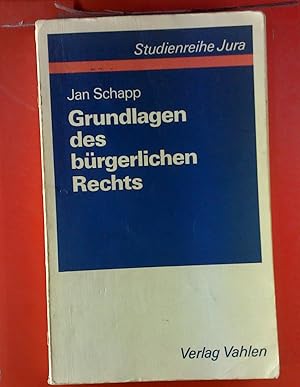 Studienreihe Jura
Jan Schapp
Grundlagen
des
bürgerlichen
Rechts
Verlag Vahlen